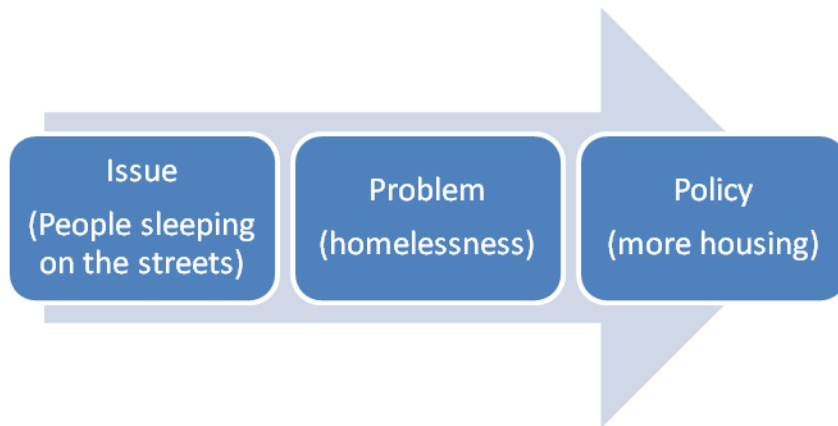 Issue
(People sleeping
on the streets)
Problem
(homelessness)
Policy
(more housing)